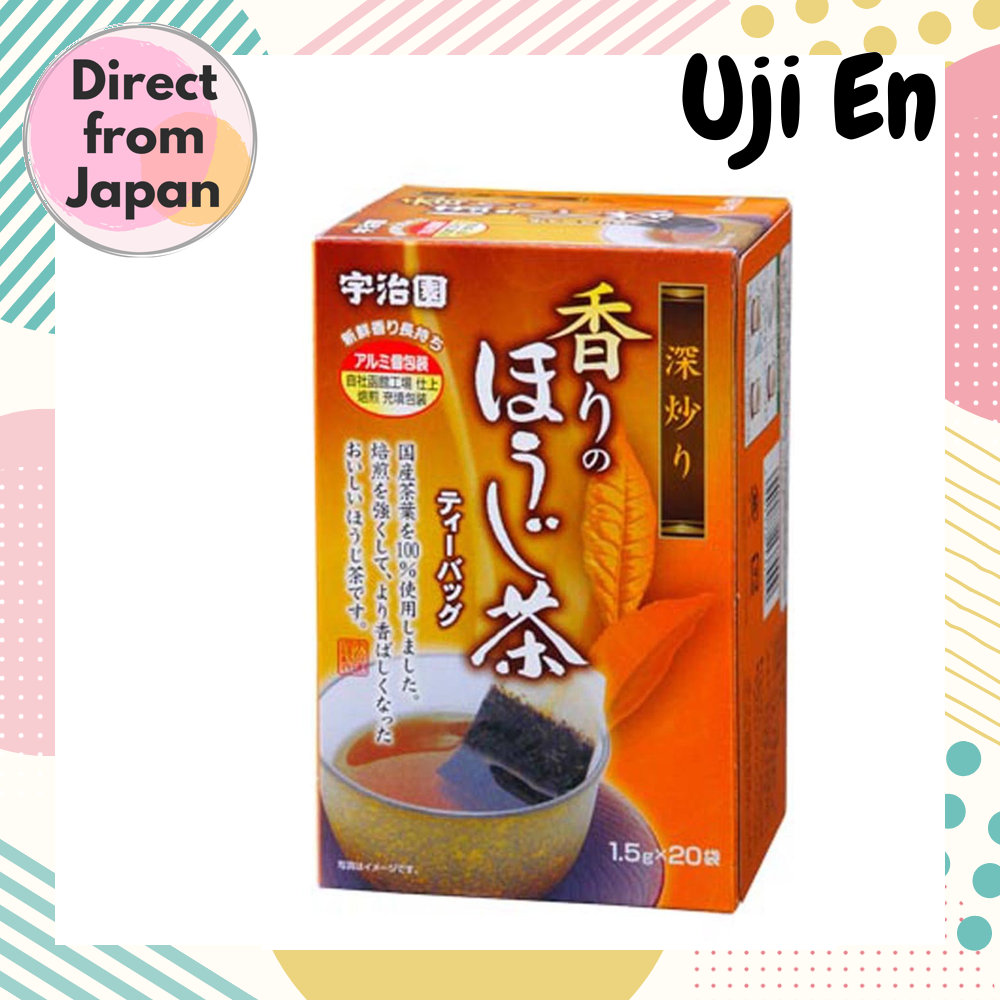 Direct
from
Japan
Uji En
宇治園
新鮮香り長持ち
アルミ個包装
自社函館工場 仕上
焙煎 充填包装
深炒り
香りの
ほうじ茶
ティーバッグ
国産茶葉を100%使用しました。
焙煎を強くして、より香ばしくなった
おいしいほうじ茶です。
1.5g×20袋
写真はイメージです。